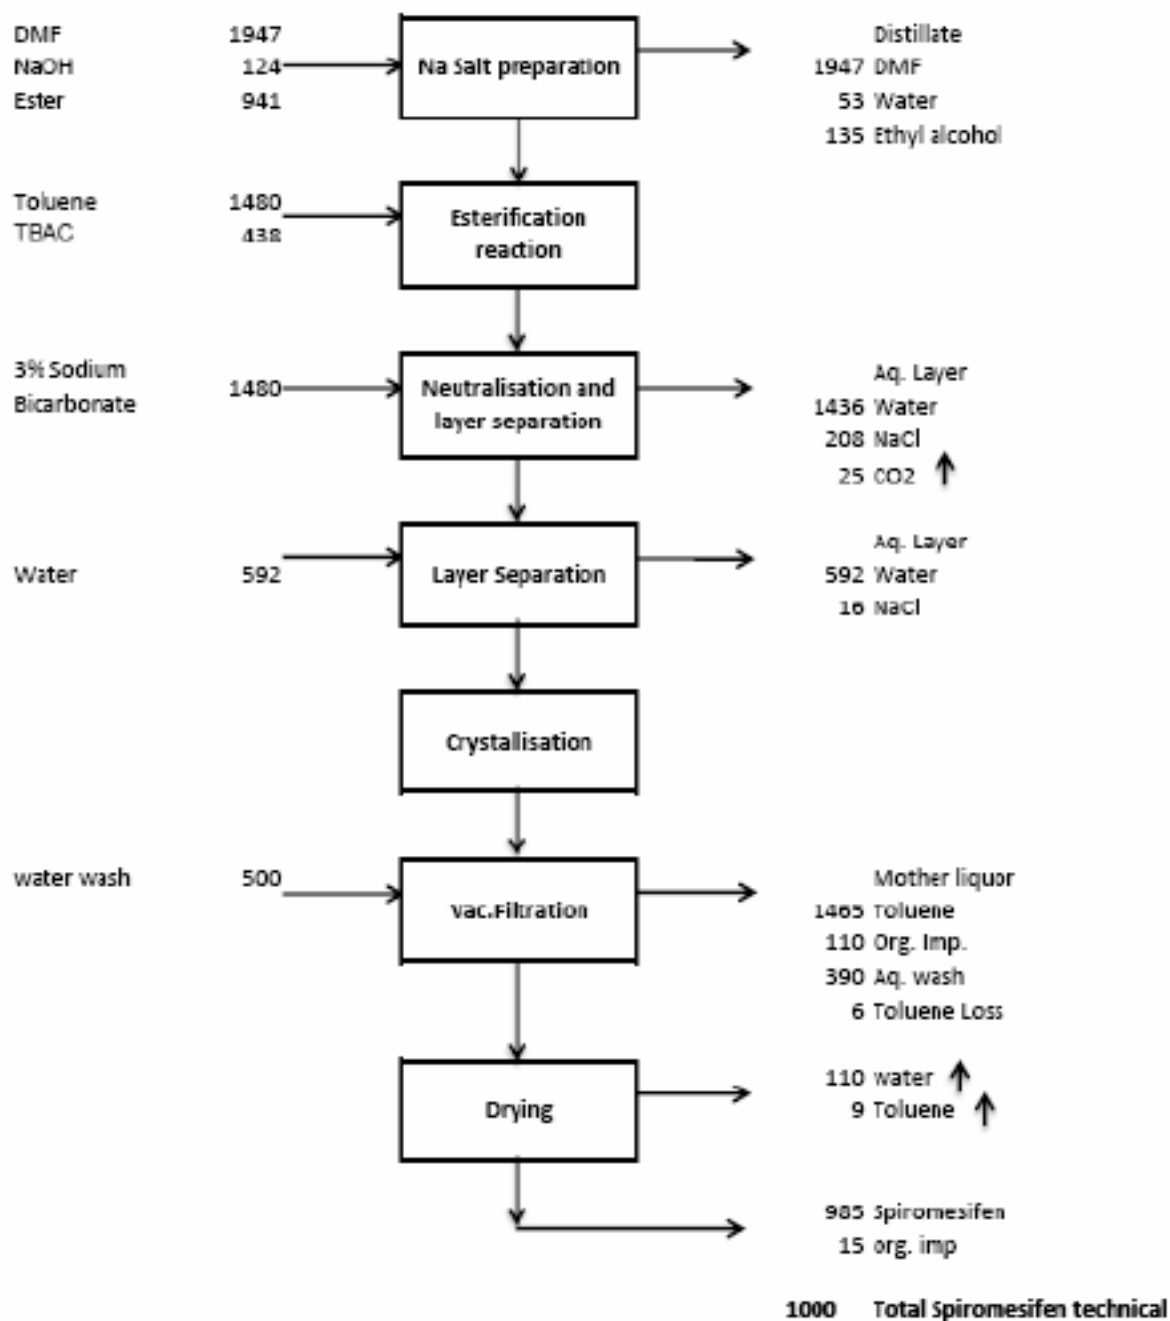 DMF 1947
NaOH 124
Ester 941
Na Salt preparation
Distillate
1947 DMF
53 Water
135 Ethyl alcohol
Toluene 1480
TBAC 438
Esterification
reaction
3% Sodium
Bicarbonate 1480
Neutralisation and
layer separation
Aq. Layer
1436 Water
208 NaCl
25 CO2
Water 592
Layer Separation
Aq. Layer
592 Water
16 NaCl
Crystallisation
water wash 500
Vac.Filtration
Mother liquor
1465 Toluene
110 Org. Imp.
390 Aq. wash
6 Toluene Loss
Drying
110 water
9 Toluene
985 Spiromesifen
15 org. imp
1000 Total Spiromesifen technical